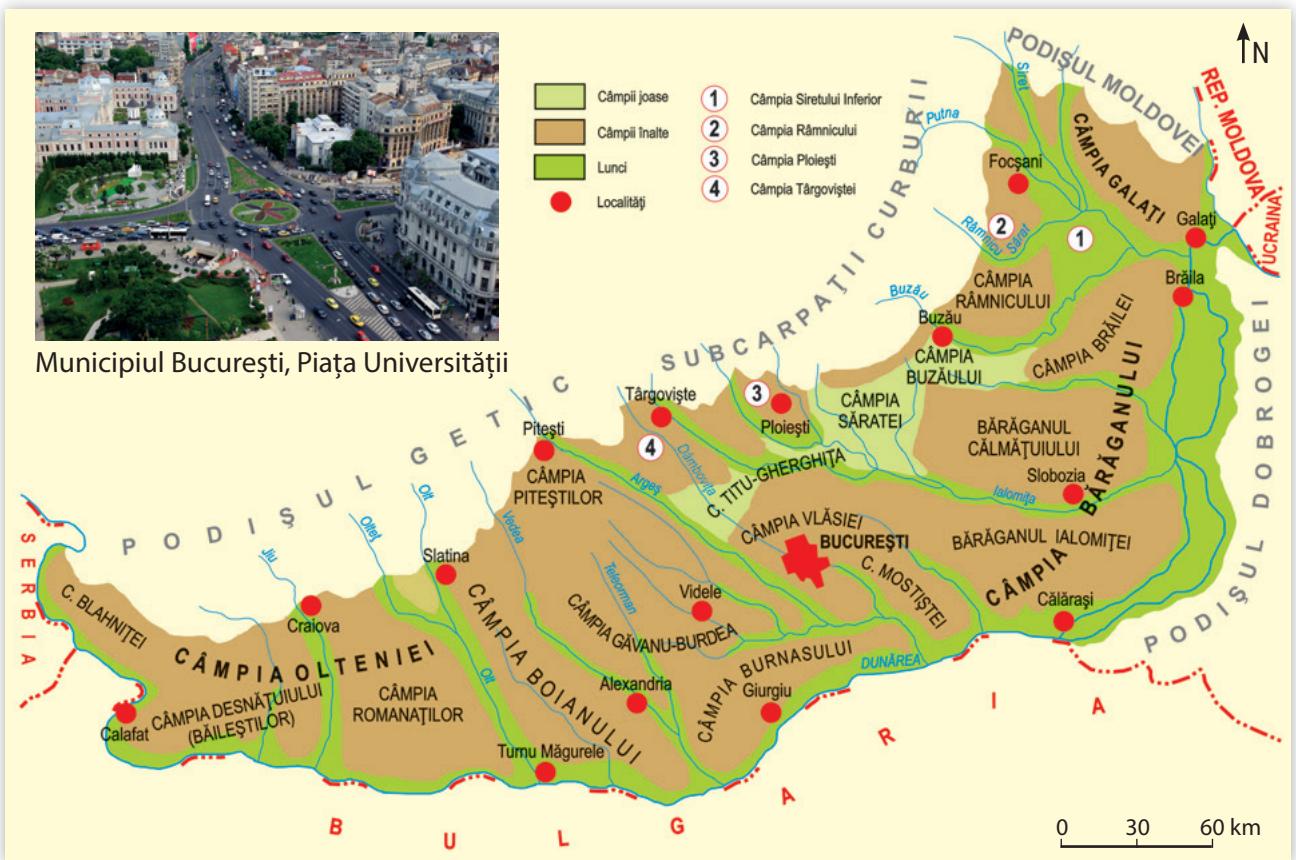 N
Municipiul București, Piața Universității
Câmpii joase
Câmpii înalte
Lunci
Localități
1 Câmpia Siretului Inferior
2 Câmpia Râmnicului
3 Câmpia Ploiești
4 Câmpia Târgoviștei
PODIȘUL MOLDOVEI
REP. MOLDOVA
UCRAINA
SUBCARPAȚII CURBURII
PODIȘUL GETIC
PODIȘUL DOBROGEI
SERBIA
BULGARIA
Siret
Putna
Focșani
CÂMPIA GALAȚI
Galați
2
1
Râmnicu Sărat
Brăila
CÂMPIA
RÂMNICULUI
Buzău
Buzău
CÂMPIA
BUZĂULUI
CÂMPIA BRĂILEI
CÂMPIA BĂRĂGANULUI
Târgoviște
3
Ploiești
CÂMPIA
SĂRATEI
BĂRĂGANUL
CĂLMĂȚUIULUI
Slobozia
Pitești
4
Dâmbovița
CÂMPIA
PITEȘTILOR
Argeș
C. TITU-GHERGHIȚA
Ialomița
Olt
Olteț
Vedea
Jiu
Slatina
CÂMPIA VLĂSIEI
BUCUREȘTI
BĂRĂGANUL IALOMIȚEI
C. MOSTIȘTEI
Teleorman
Videle
Călărași
C. BLAHNIȚEI
Craiova
CÂMPIA OLTENIEI
CÂMPIA GĂVANU-BURDEA
CÂMPIA BURNASULUI
DUNĂREA
CÂMPIA BOIANULUI
Olt
CÂMPIA
ROMANAȚILOR
CÂMPIA DESNĂȚUIULUI
(BĂILEȘTILOR)
Calafat
Alexandria
Giurgiu
Turnu Măgurele
0 30 60 km